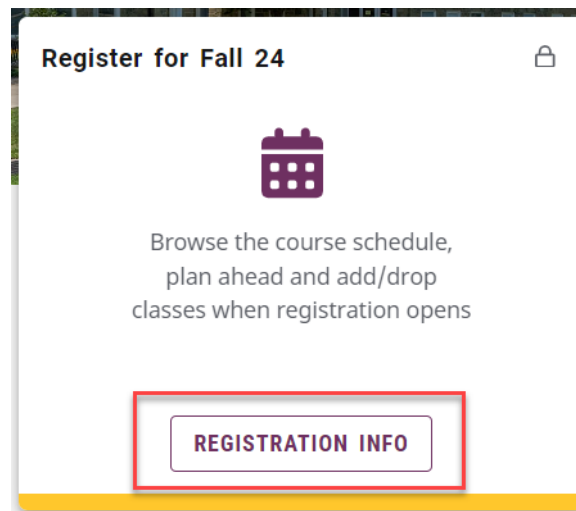 Register for Fall 24
Browse the course schedule,
plan ahead and add/drop
classes when registration opens
REGISTRATION INFO